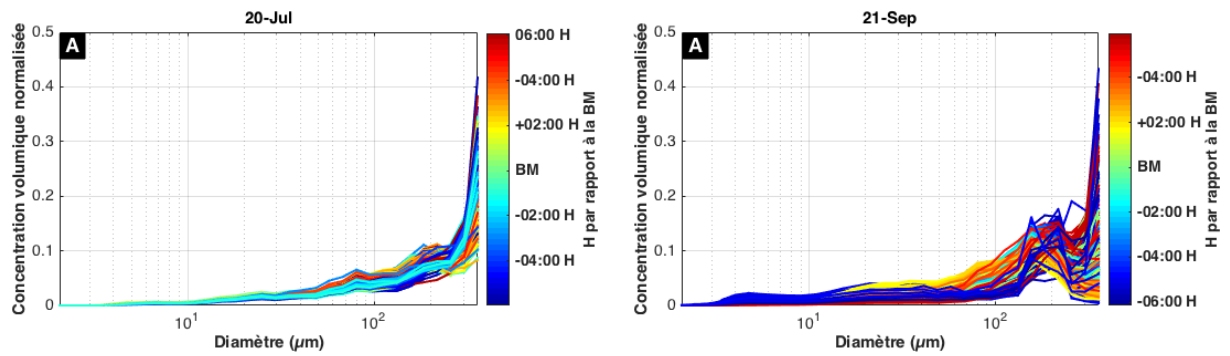 20-Jul
A
Concentration volumique normalisée
0.5
0.4
0.3
0.2
0.1
0
10¹
10²
Diamètre (µm)
06:00 H
-04:00 H
+02:00 H
BM
-02:00 H
-04:00 H
H par rapport à la BM
21-Sep
A
Concentration volumique normalisée
0.5
0.4
0.3
0.2
0.1
0
10¹
10²
Diamètre (µm)
-04:00 H
+02:00 H
BM
-02:00 H
-04:00 H
-06:00 H
H par rapport à la BM